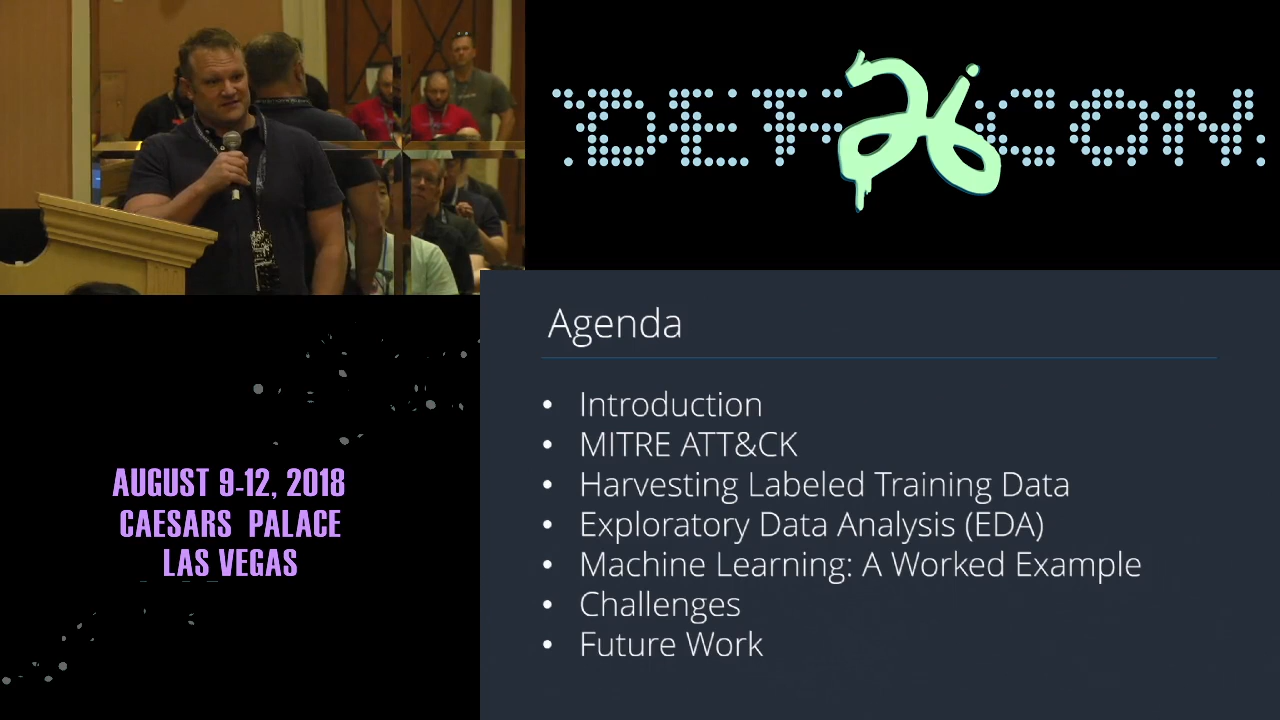 DEF 26 CON
Agenda
• Introduction
• MITRE ATT&CK
• Harvesting Labeled Training Data
• Exploratory Data Analysis (EDA)
• Machine Learning: A Worked Example
• Challenges
• Future Work
AUGUST 9-12, 2018
CAESARS PALACE
LAS VEGAS